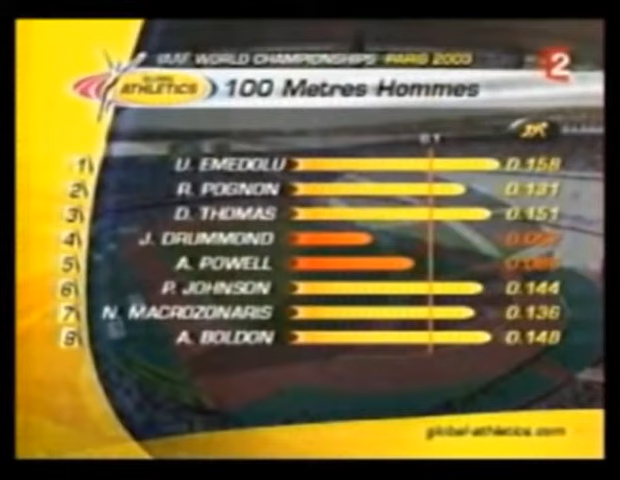 IAAF WORLD CHAMPIONSHIPS PARIS 2003
2
GLOBAL ATHLETICS
100 Metres Hommes
0.1
1 U. EMEDOLU 0.158
2 R. POGNON 0.131
3 D. THOMAS 0.151
4 J. DRUMMOND
5 A. POWELL
6 P. JOHNSON 0.144
7 N. MACROZONARIS 0.136
8 A. BOLDON 0.148
global-athletics.com